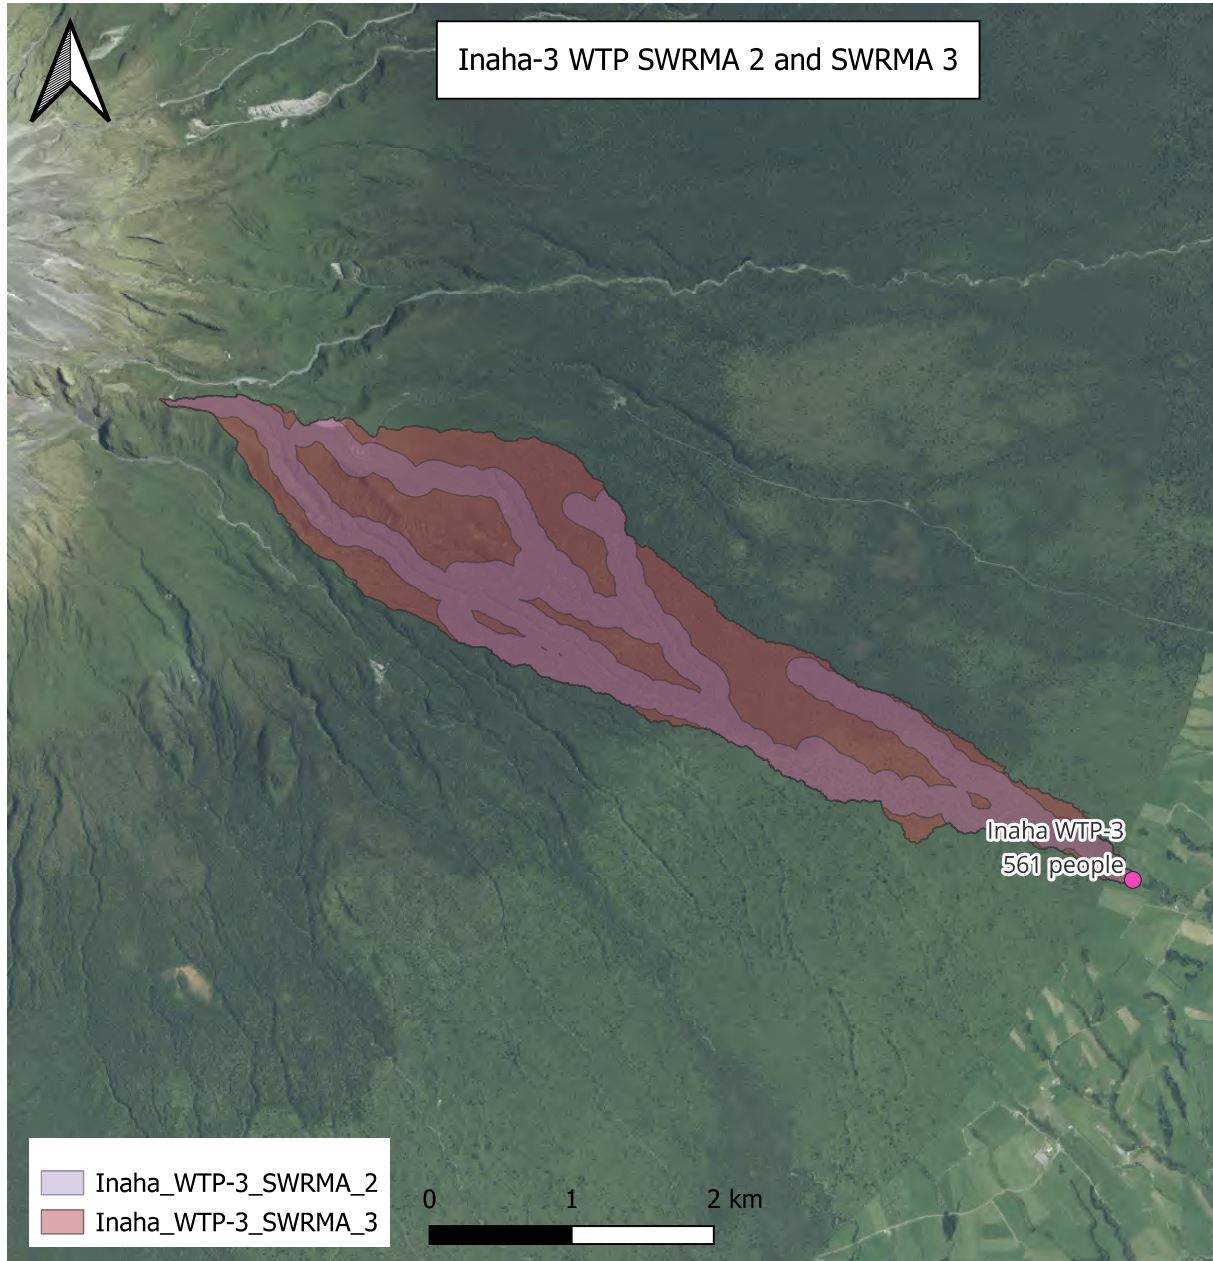 Inaha-3 WTP SWRMA 2 and SWRMA 3
Inaha WTP-3
561 people
Inaha_WTP-3_SWRMA_2
Inaha_WTP-3_SWRMA_3
0 1 2 km